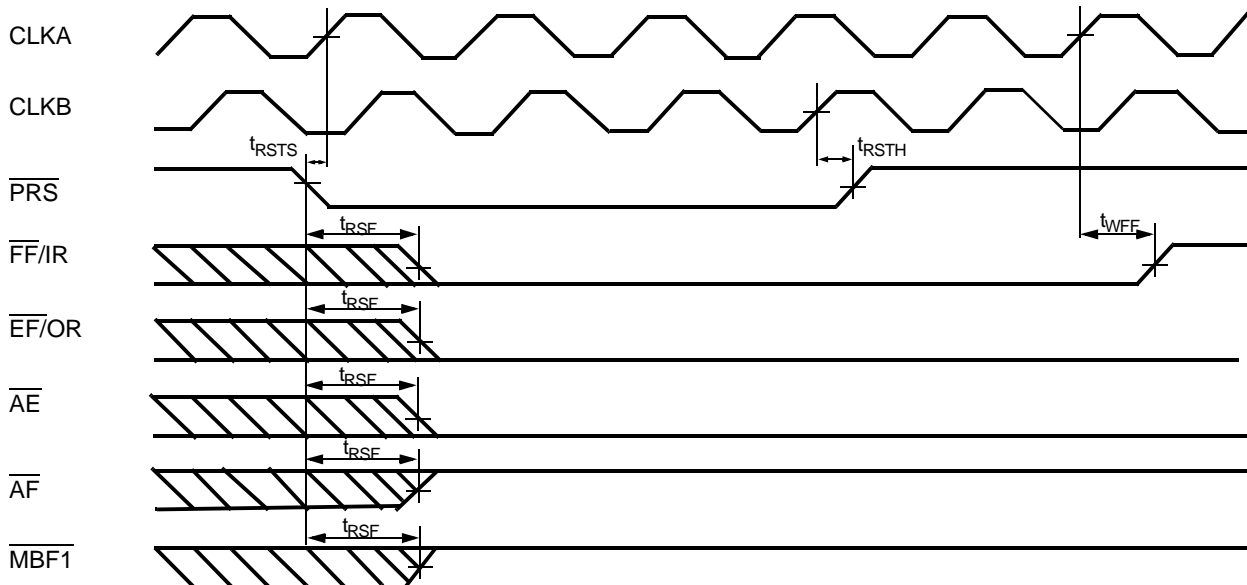 CLKA
CLKB
tRSTS
tRSTH
PRS
tRSF
tWFF
FF/IR
tRSF
EF/OR
tRSF
AE
tRSF
AF
tRSF
MBF1